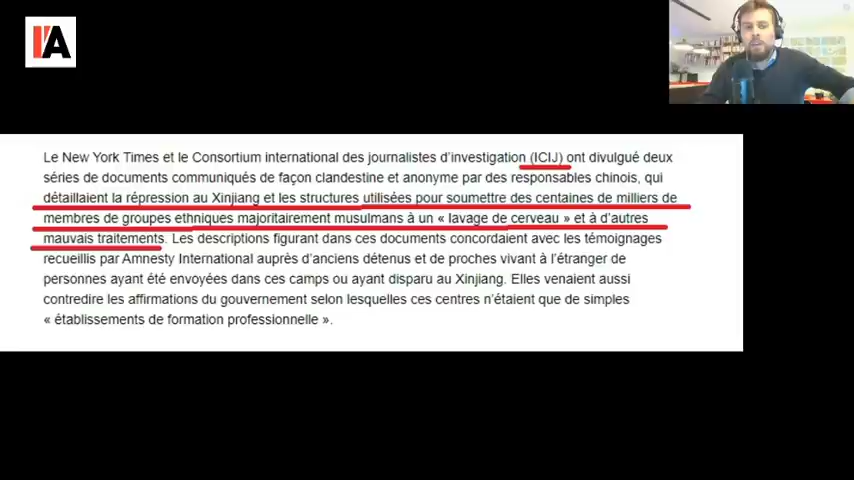 I'A
Le New York Times et le Consortium international des journalistes d'investigation (ICIJ) ont divulgué deux
séries de documents communiqués de façon clandestine et anonyme par des responsables chinois, qui
détaillaient la répression au Xinjiang et les structures utilisées pour soumettre des centaines de milliers de
membres de groupes ethniques majoritairement musulmans à un « lavage de cerveau » et à d'autres
mauvais traitements. Les descriptions figurant dans ces documents concordaient avec les témoignages
recueillis par Amnesty International auprès d'anciens détenus et de proches vivant à l'étranger de
personnes ayant été envoyées dans ces camps ou ayant disparu au Xinjiang. Elles venaient aussi
contredire les affirmations du gouvernement selon lesquelles ces centres n'étaient que de simples
« établissements de formation professionnelle ».